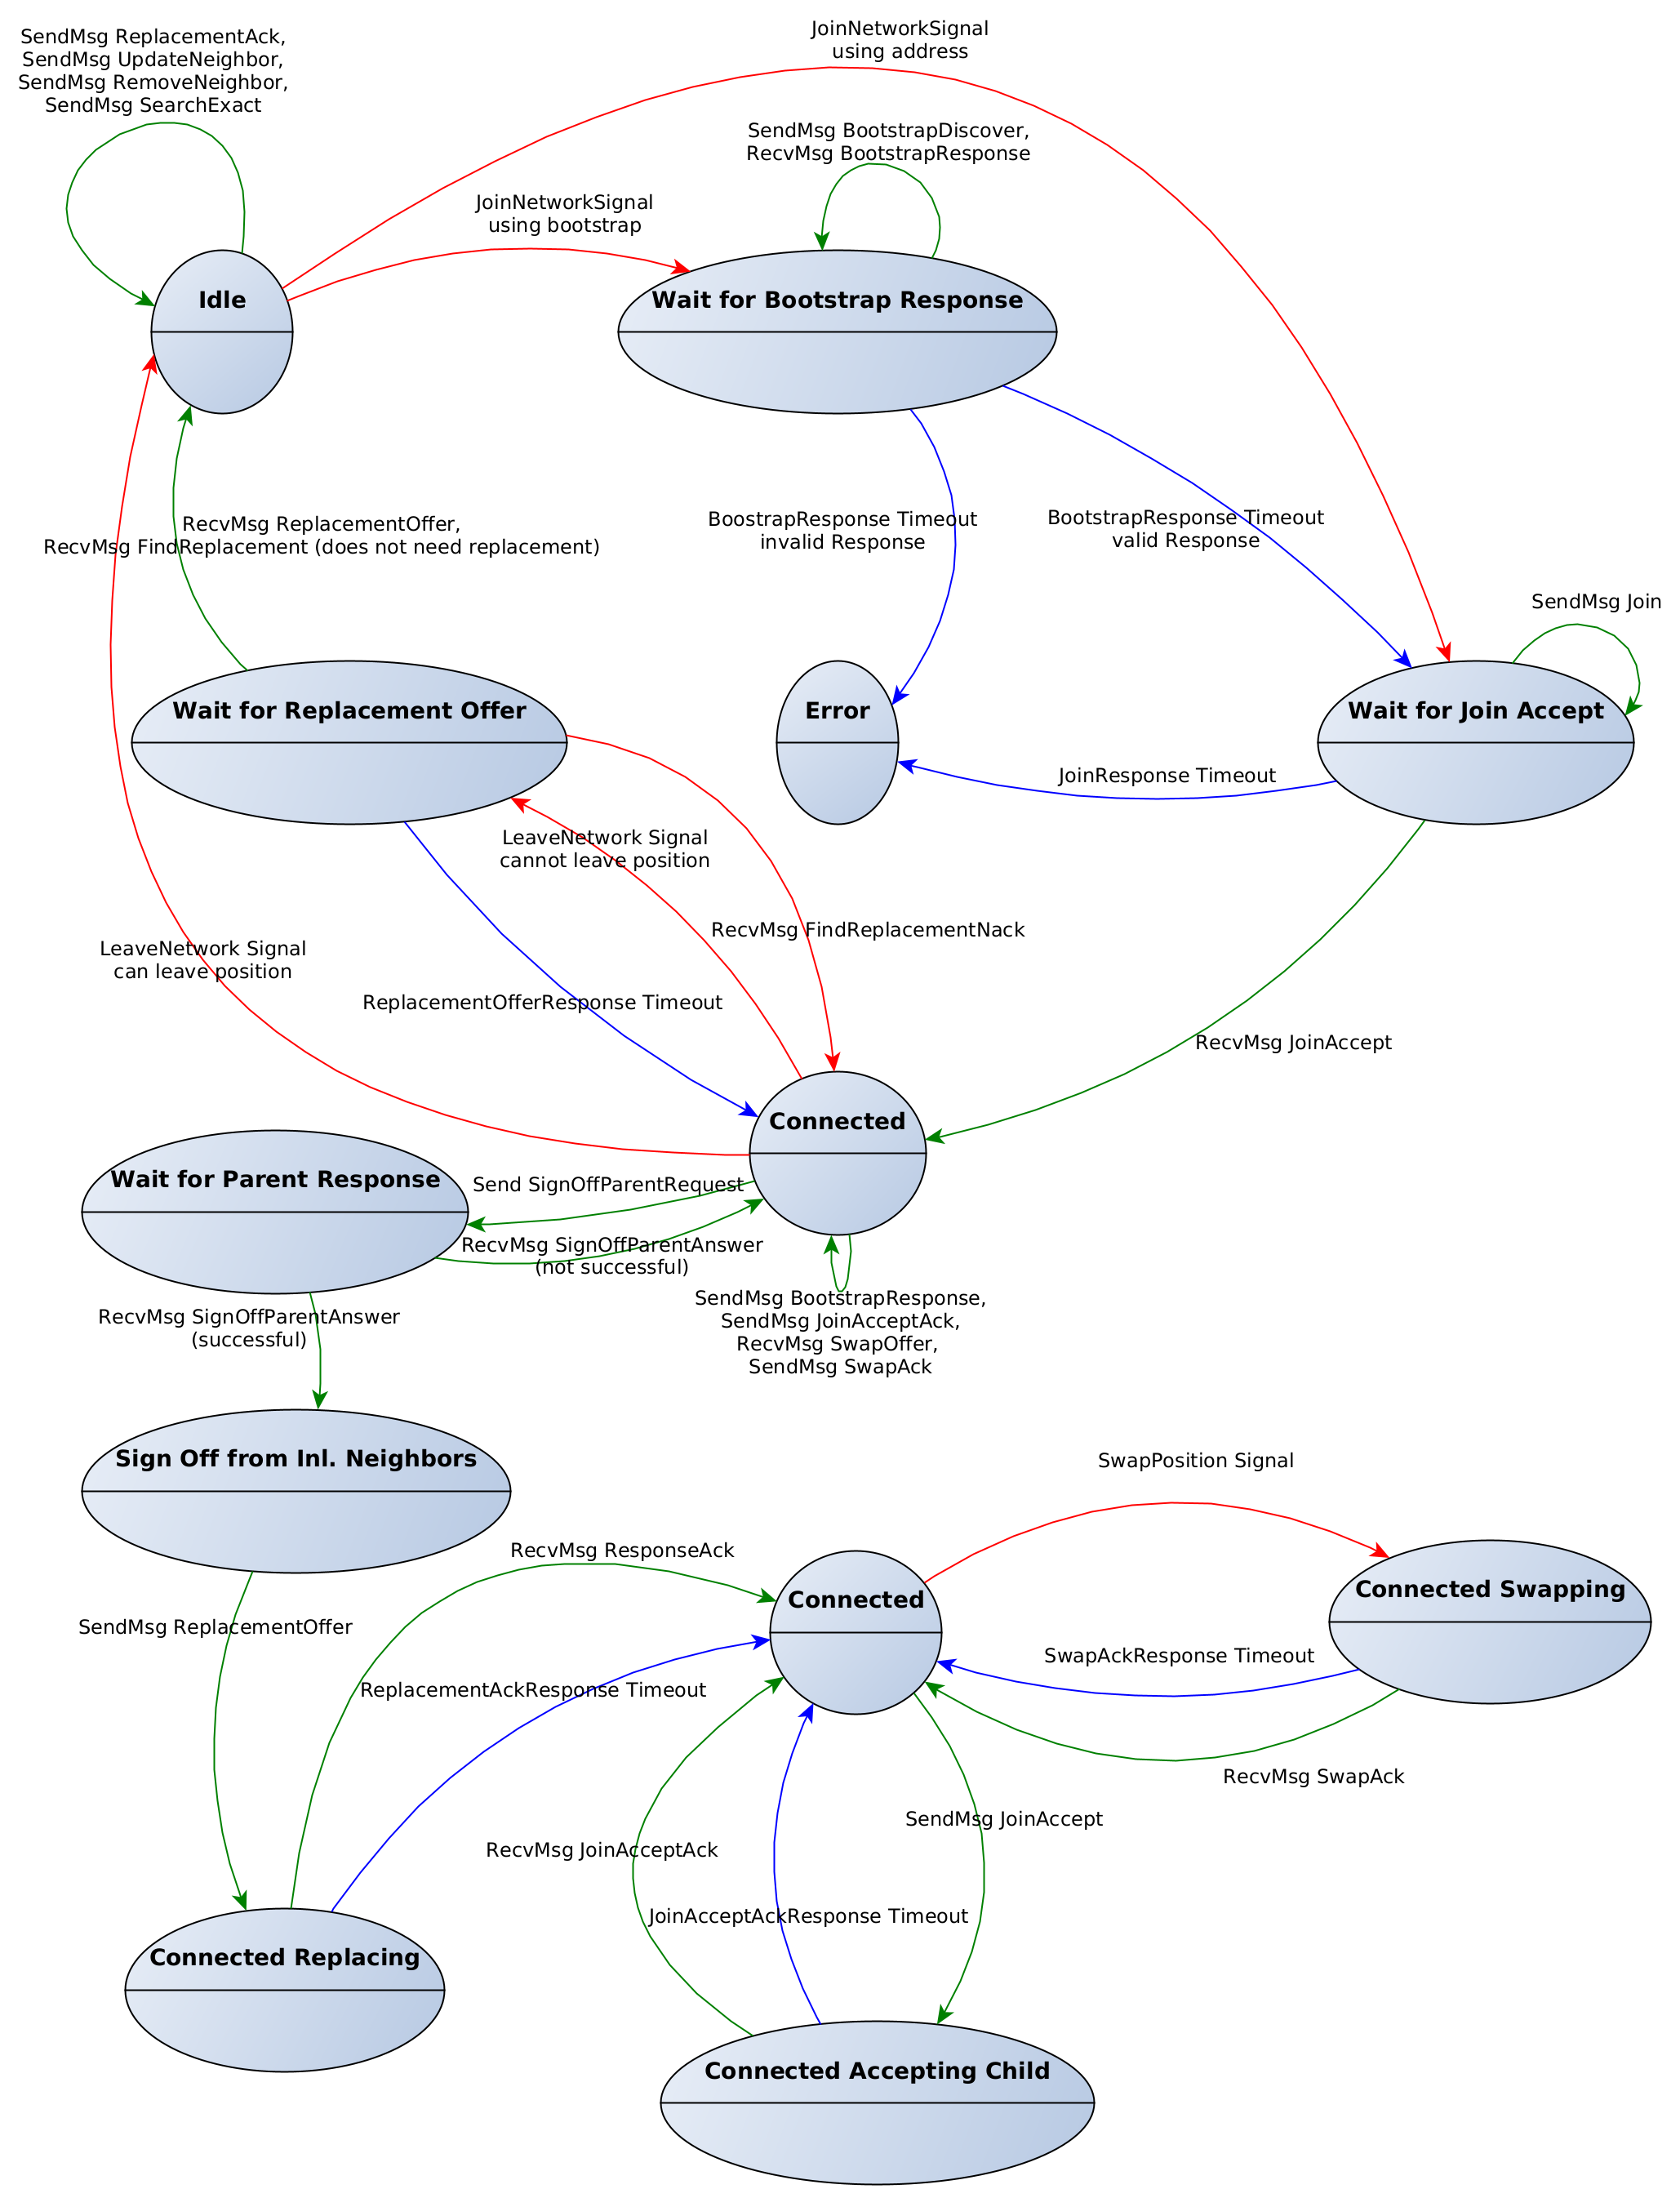 JoinNetworkSignal
using address
SendMsg ReplacementAck,
SendMsg UpdateNeighbor,
SendMsg RemoveNeighbor,
SendMsg SearchExact
SendMsg BootstrapDiscover,
RecvMsg BootstrapResponse
JoinNetworkSignal
using bootstrap
Idle
Wait for Bootstrap Response
RecvMsg ReplacementOffer,
RecvMsg FindReplacement (does not need replacement)
BoostrapResponse Timeout
invalid Response
BootstrapResponse Timeout
valid Response
SendMsg Join
Wait for Replacement Offer
Error
Wait for Join Accept
JoinResponse Timeout
LeaveNetwork Signal
cannot leave position
RecvMsg FindReplacementNack
LeaveNetwork Signal
can leave position
ReplacementOfferResponse Timeout
RecvMsg JoinAccept
Connected
Wait for Parent Response
Send SignOffParentRequest
RecvMsg SignOffParentAnswer
(not successful)
SendMsg BootstrapResponse,
SendMsg JoinAcceptAck,
RecvMsg SwapOffer,
SendMsg SwapAck
RecvMsg SignOffParentAnswer
(successful)
Sign Off from Inl. Neighbors
SwapPosition Signal
RecvMsg ResponseAck
Connected
Connected Swapping
SendMsg ReplacementOffer
SwapAckResponse Timeout
ReplacementAckResponse Timeout
RecvMsg SwapAck
SendMsg JoinAccept
RecvMsg JoinAcceptAck
JoinAcceptAckResponse Timeout
Connected Replacing
Connected Accepting Child